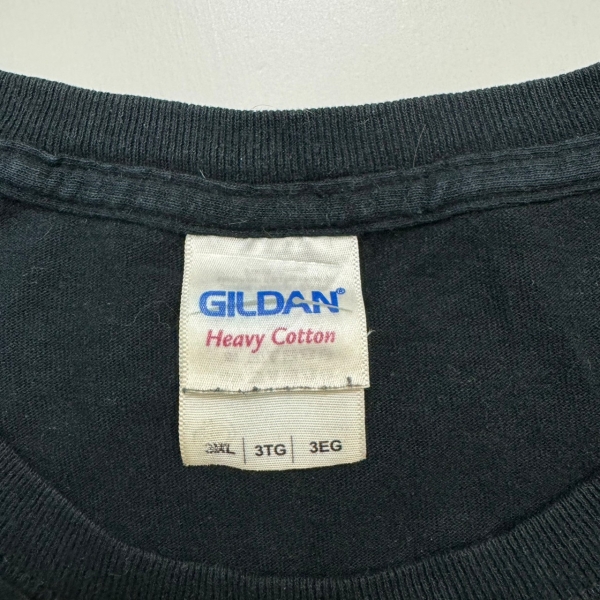 GILDAN®
Heavy Cotton
3XL | 3TG | 3EG